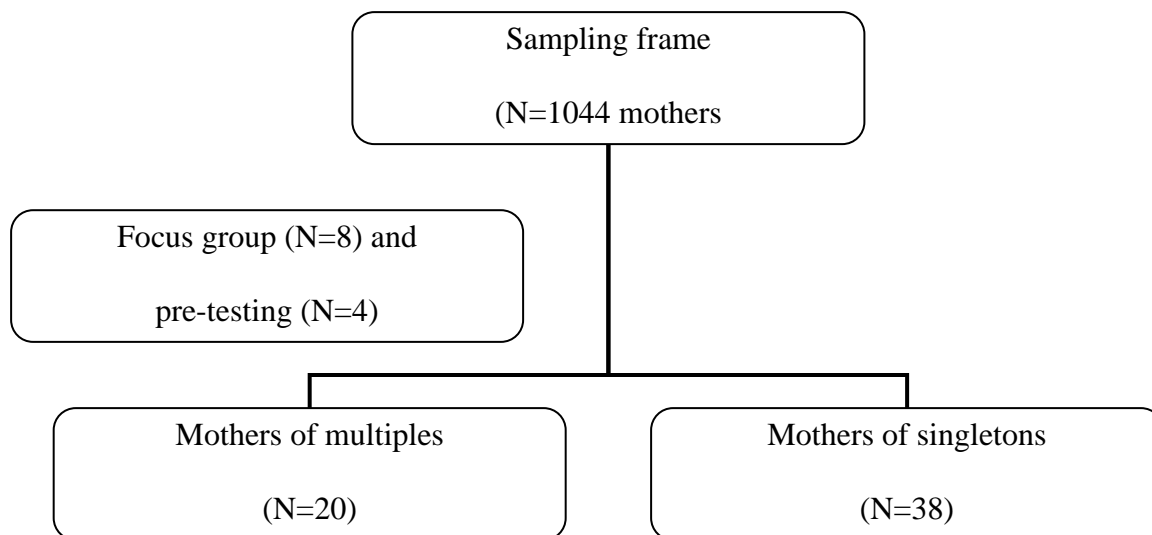 Sampling frame
(N=1044 mothers
Focus group (N=8) and
pre-testing (N=4)
Mothers of multiples
(N=20)
Mothers of singletons
(N=38)